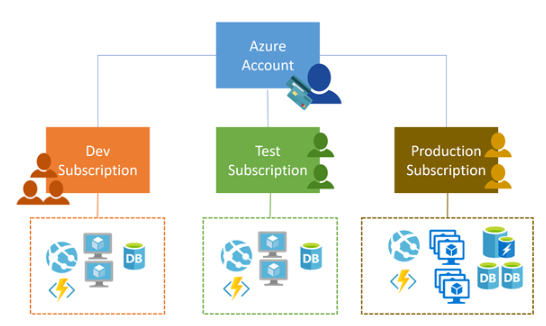 Azure
Account
Dev
Subscription
Test
Subscription
Production
Subscription
DB
DB
DB DB